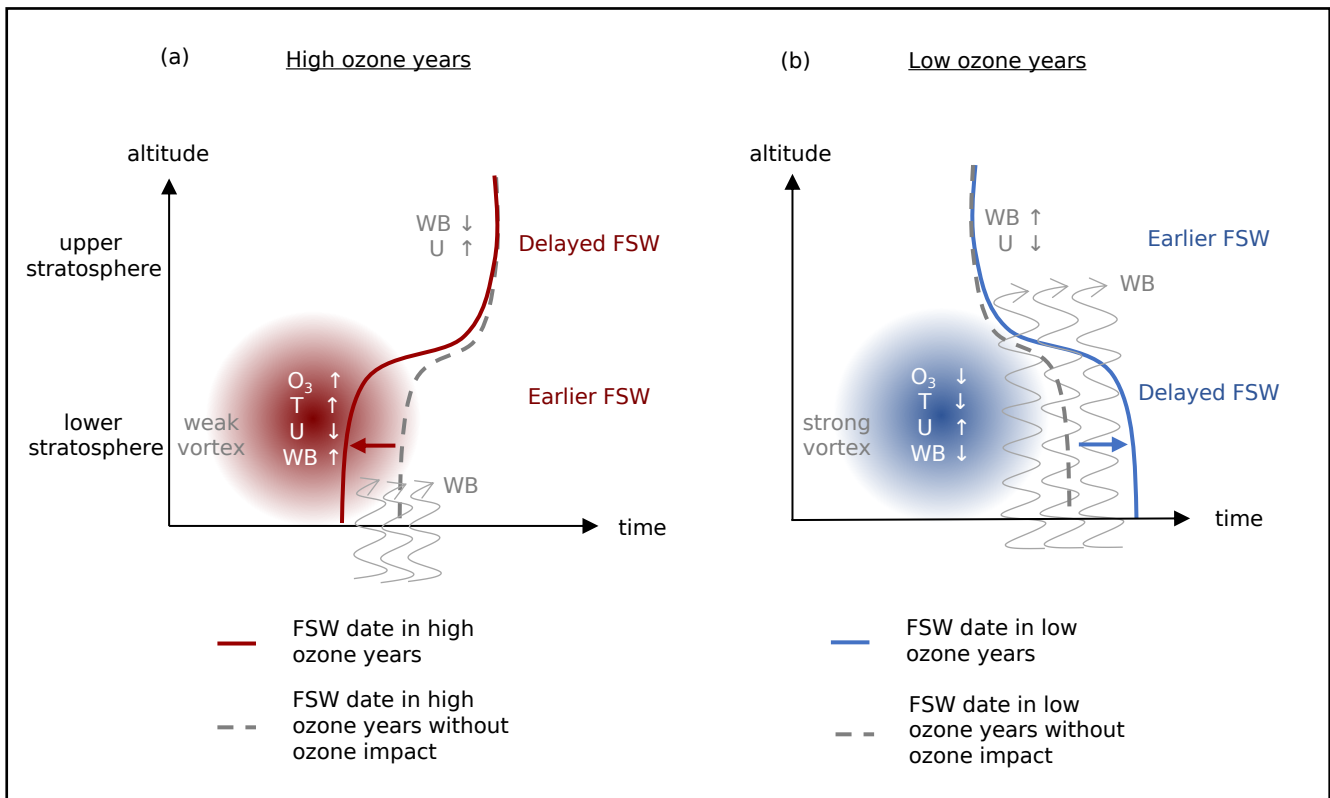 (a)
High ozone years
altitude
upper
stratosphere
lower
stratosphere
WB ↓
U ↑
Delayed FSW
O₃ ↑
T ↑
U ↓
WB ↑
weak
vortex
Earlier FSW
WB
time
FSW date in high
ozone years
FSW date in high
ozone years without
ozone impact
(b)
Low ozone years
altitude
WB ↑
U ↓
Earlier FSW
WB
O₃ ↓
T ↓
U ↑
WB ↓
strong
vortex
Delayed FSW
time
FSW date in low
ozone years
FSW date in low
ozone years without
ozone impact